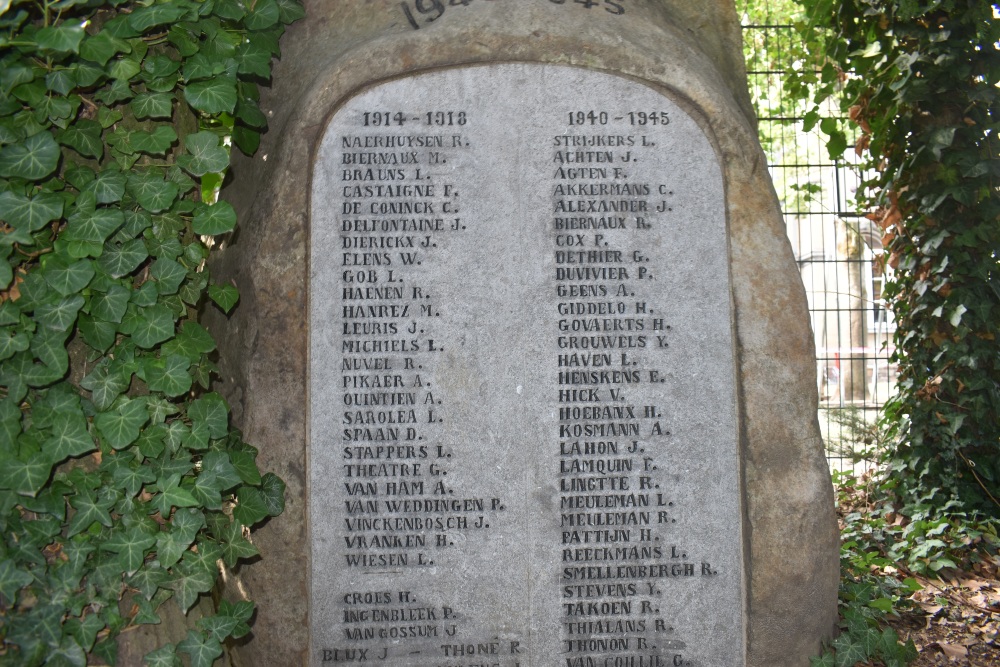 1914-1918
NAERHUYSEN R.
BIERNAUX M.
BRAUNS L.
CASTAIGNE F.
DE CONINCK C.
DELFONTAINE J.
DIERICKX J.
ELENS W.
GOB L.
HAENEN R.
HANREZ M.
LEURIS J.
MICHIELS L.
NUVEL R.
PIKAER A.
QUINTIEN A.
SAROLEA L.
SPAAN D.
STAPPERS L.
THEATRE G.
VAN HAM A.
VAN WEDDINGEN P.
VINCKENBOSCH J.
VRANKEN H.
WIESEN L.
CROES H.
INGENBLEEK P.
VAN GOSSUM J
BLUX J - THONÉ R
1940-1945
STRIJKERS L.
ACHTEN J.
AGTEN F.
AKKERMANS C.
ALEXANDER J.
BIERNAUX R.
COX P.
DETHIER G.
DUVIVIER P.
GEENS A.
GIDDELO H.
GOVAERTS H.
GROUWELS Y.
HAVEN L.
HENSKENS E.
HICK V.
HOEBANX H.
KOSMANN A.
LAHON J.
LAMQUIN F.
LINGTTE R.
MEULEMAN L.
MEULEMAN R.
PATTIJN H.
REECKMANS L.
SMELLENBERGH R.
STEVENS Y.
TAKOEN R.
THIALANS R.
THONON R.